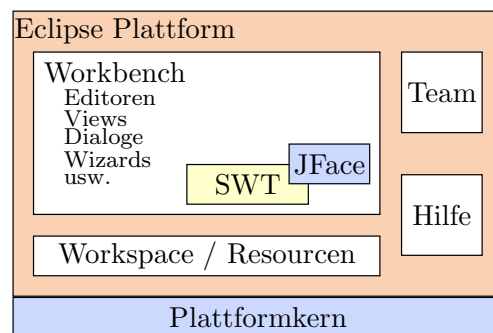 Eclipse Plattform
Workbench
Editoren
Views
Dialoge
Wizards
usw.
SWT
JFace
Team
Hilfe
Workspace / Resourcen
Plattformkern